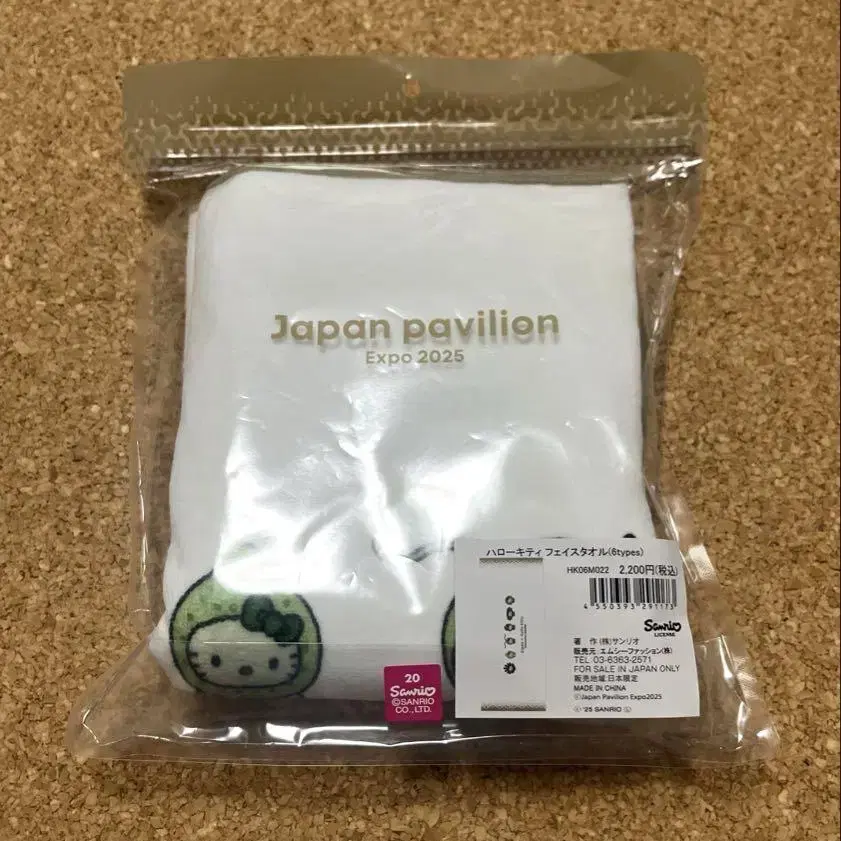 Japan pavilion
Expo 2025
ハローキティ フェイスタオル(6types)
HK06M022 2,200円(税込)
4 550393 291173
Sanrio
LICENSE
著 作 (株)サンリオ
販売元 エムシーファッション(株)
TEL 03-6363-2571
FOR SALE IN JAPAN ONLY
販売地域:日本限定
MADE IN CHINA
ⓒJapan Pavilion Expo2025
ⓒ '25 SANRIO Ⓛ
20
Sanrio
©SANRIO
CO., LTD.